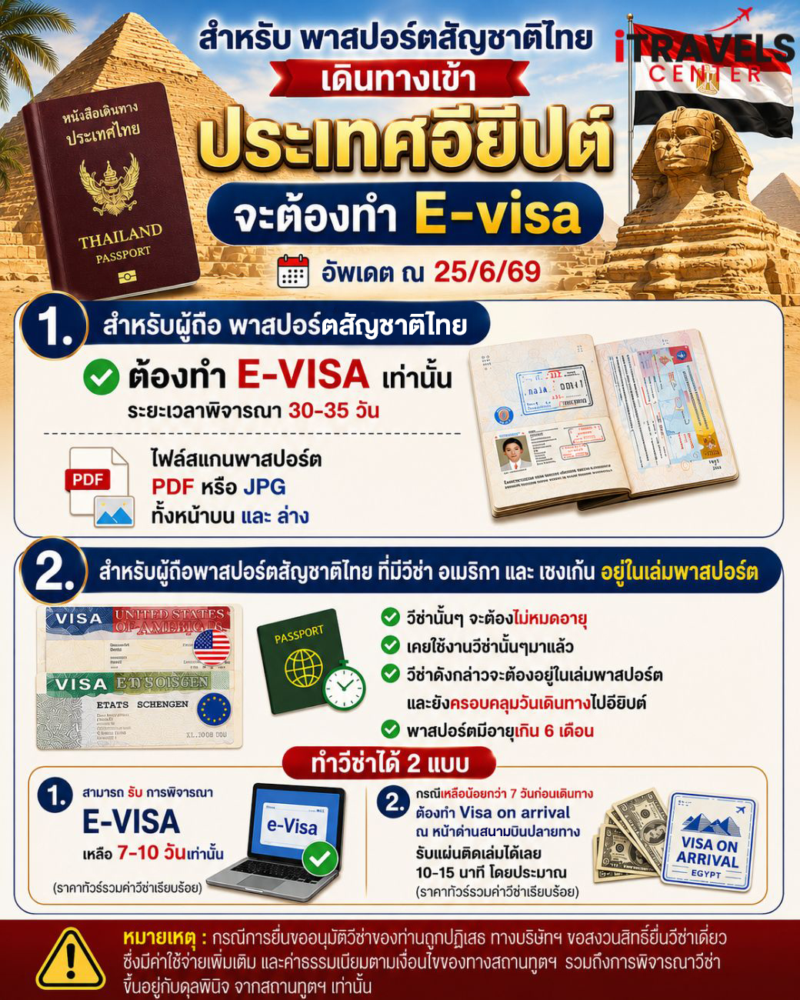 สำหรับ พาสปอร์ตสัญชาติไทย
iTRAVELS
CENTER
เดินทางเข้า
ประเทศอียิปต์
จะต้องทำ E-visa
อัพเดต ณ 25/6/69
หนังสือเดินทาง
ประเทศไทย
THAILAND
PASSPORT
1. สำหรับผู้ถือ พาสปอร์ตสัญชาติไทย
ต้องทำ E-VISA เท่านั้น
ระยะเวลาพิจารณา 30-35 วัน
PDF
ไฟล์สแกนพาสปอร์ต
PDF หรือ JPG
ทั้งหน้าบน และ ล่าง
2. สำหรับผู้ถือพาสปอร์ตสัญชาติไทย ที่มีวีซ่า อเมริกา และ เชงเก้น อยู่ในเล่มพาสปอร์ต
VISA UNITED STATES
OF AMERICA
VISA
ETATS SCHENGEN
PASSPORT
วีซ่านั้นๆ จะต้องไม่หมดอายุ
เคยใช้งานวีซ่านั้นๆมาแล้ว
วีซ่าดังกล่าวจะต้องอยู่ในเล่มพาสปอร์ต
และยังครอบคลุมวันเดินทางไปอียิปต์
พาสปอร์ตมีอายุเกิน 6 เดือน
ทำวีซ่าได้ 2 แบบ
1. สามารถ รับ การพิจารณา
E-VISA
เหลือ 7-10 วันเท่านั้น
(ราคาทัวร์รวมค่าวีซ่าเรียบร้อย)
e-Visa
2. กรณีเหลือน้อยกว่า 7 วันก่อนเดินทาง
ต้องทำ Visa on arrival
ณ หน้าด่านสนามบินปลายทาง
รับแผ่นติดเล่มได้เลย
10-15 นาที โดยประมาณ
(ราคาทัวร์รวมค่าวีซ่าเรียบร้อย)
VISA ON
ARRIVAL
EGYPT
หมายเหตุ : กรณีการยื่นขออนุมัติวีซ่าของท่านถูกปฏิเสธ ทางบริษัทฯ ขอสงวนสิทธิ์ยื่นวีซ่าเดี่ยว
ซึ่งมีค่าใช้จ่ายเพิ่มเติม และค่าธรรมเนียมตามเงื่อนไขของทางสถานทูตฯ รวมถึงการพิจารณาวีซ่า
ขึ้นอยู่กับดุลพินิจ จากสถานทูตฯ เท่านั้น